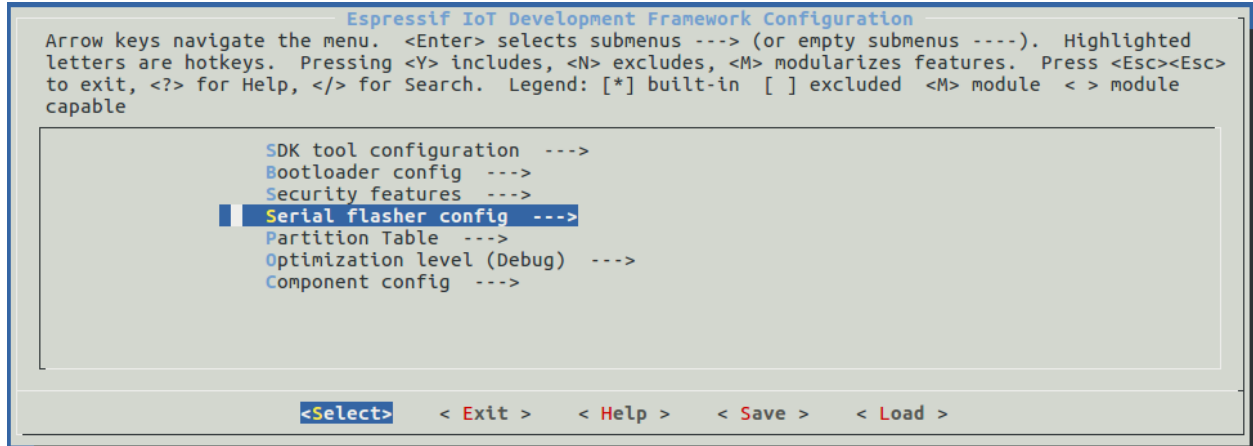 Espressif IoT Development Framework Configuration
Arrow keys navigate the menu.  <Enter> selects submenus ---> (or empty submenus ----).  Highlighted
letters are hotkeys.  Pressing <Y> includes, <N> excludes, <M> modularizes features.  Press <Esc><Esc>
to exit, <?> for Help, </> for Search.  Legend: [*] built-in  [ ] excluded  <M> module  < > module
capable
SDK tool configuration  --->
Bootloader config  --->
Security features  --->
Serial flasher config  --->
Partition Table  --->
Optimization level (Debug)  --->
Component config  --->
<Select>    < Exit >    < Help >    < Save >    < Load >